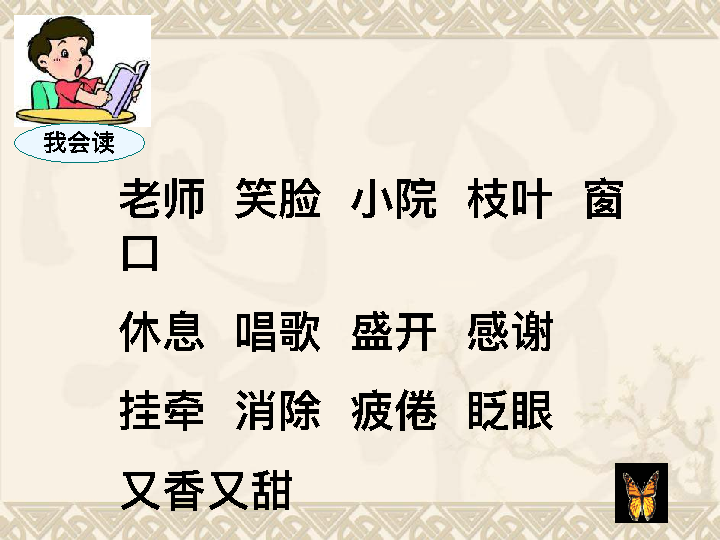 我会读
老师 笑脸 小院 枝叶 窗
口
休息 唱歌 盛开 感谢
挂牵 消除 疲倦 眨眼
又香又甜